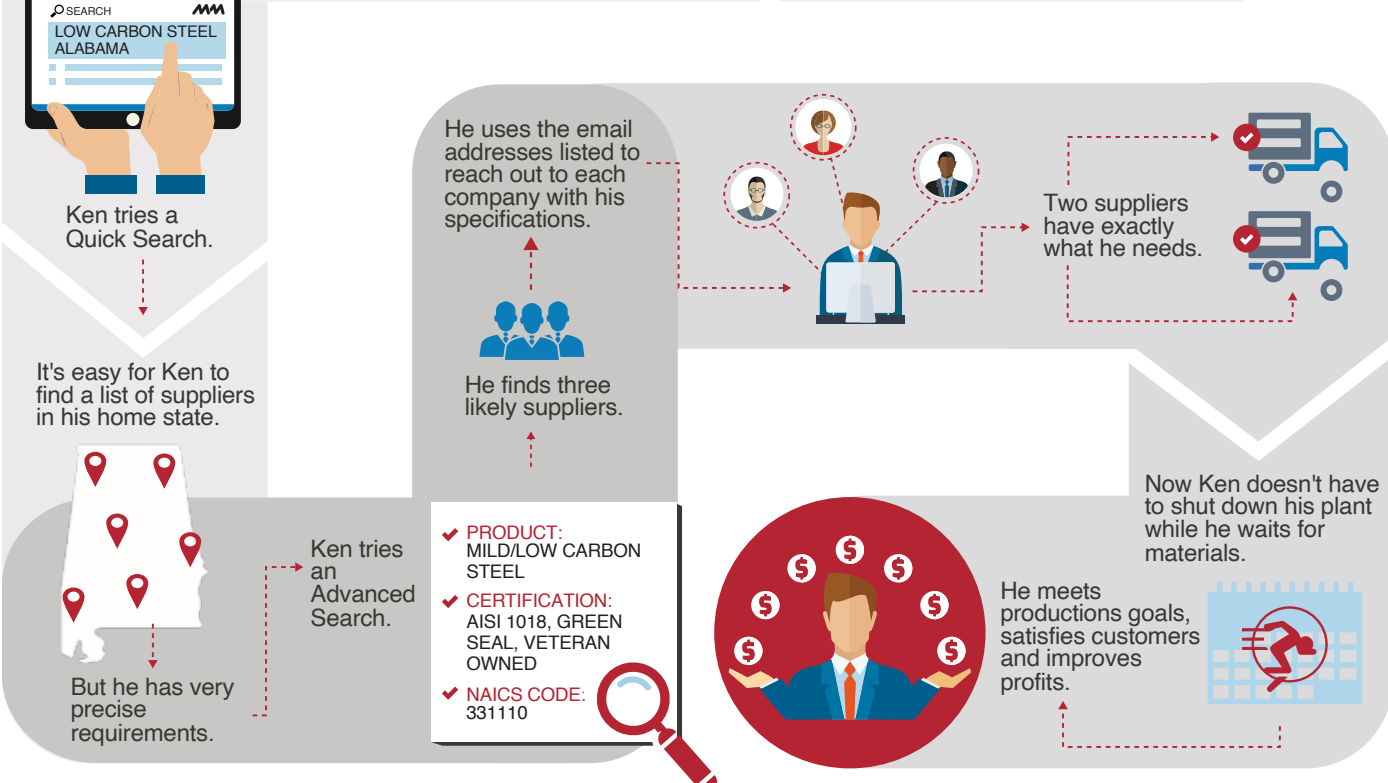 SEARCH
LOW CARBON STEEL
ALABAMA
Ken tries a
Quick Search.
It's easy for Ken to
find a list of suppliers
in his home state.
But he has very
precise
requirements.
Ken tries
an
Advanced
Search.
PRODUCT:
MILD/LOW CARBON
STEEL
CERTIFICATION:
AISI 1018, GREEN
SEAL, VETERAN
OWNED
NAICS CODE:
331110
He finds three
likely suppliers.
He uses the email
addresses listed to
reach out to each
company with his
specifications.
Two suppliers
have exactly
what he needs.
Now Ken doesn't have
to shut down his plant
while he waits for
materials.
He meets
productions goals,
satisfies customers
and improves
profits.
$
$
$
$
$
$
$